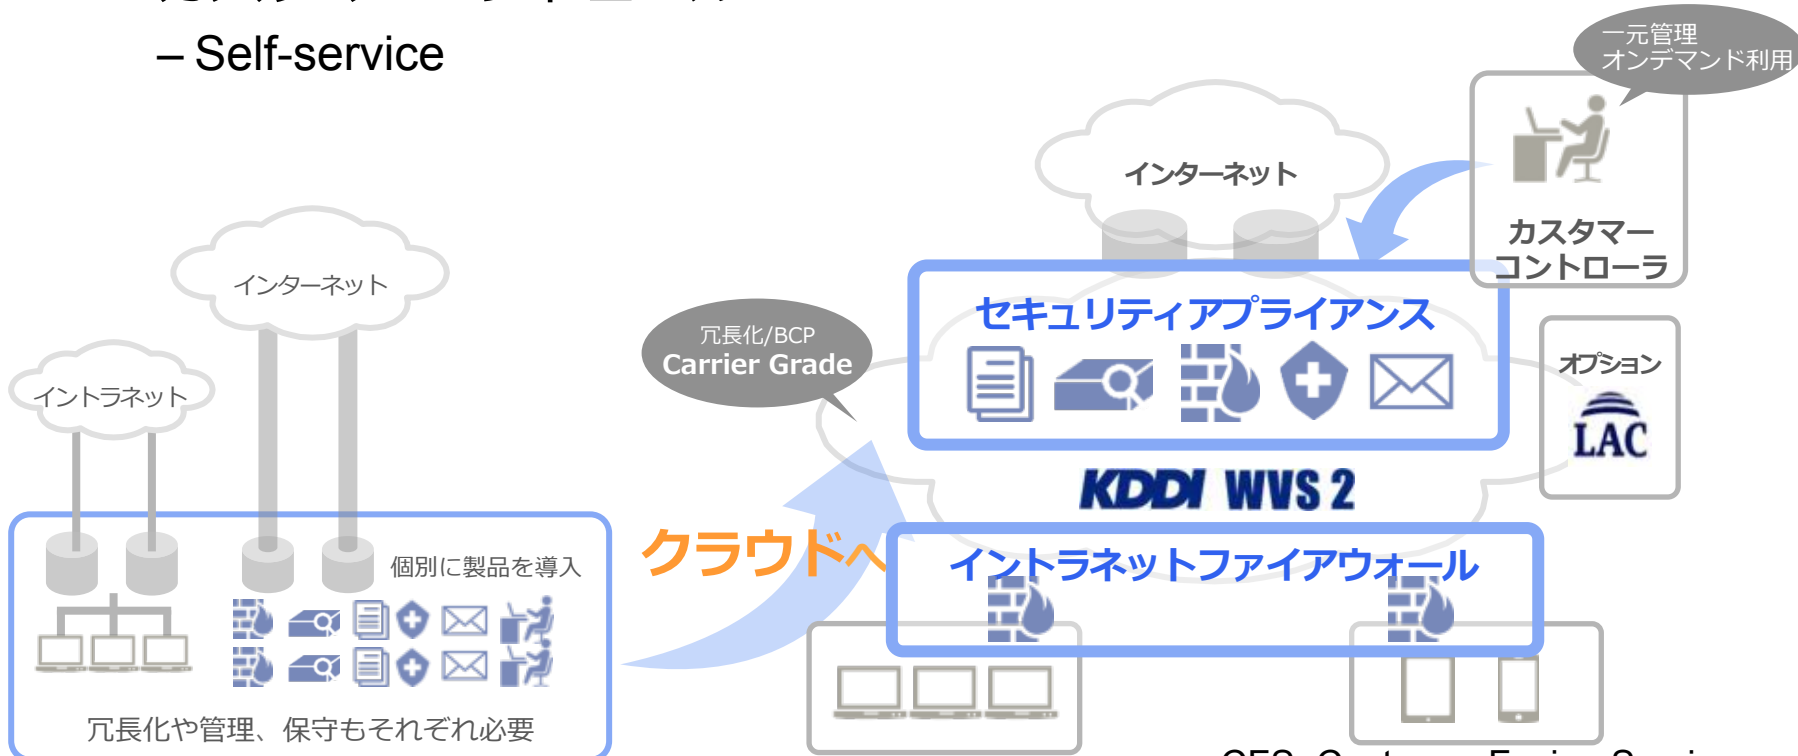 – Self-service
一元管理
オンデマンド利用
インターネット
カスタマー
コントローラ
インターネット
セキュリティアプライアンス
冗長化/BCP
Carrier Grade
オプション
LAC
イントラネット
KDDI WVS 2
クラウドへ
イントラネットファイアウォール
個別に製品を導入
冗長化や管理、保守もそれぞれ必要